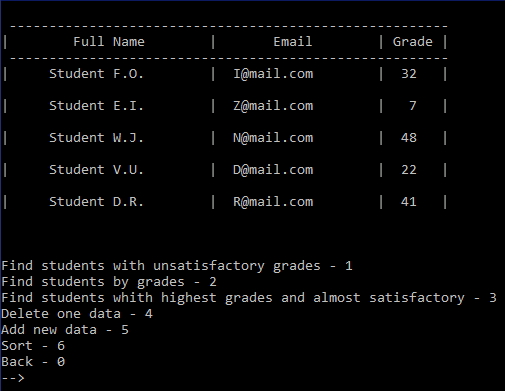 | Full Name | Email | Grade |
| Student F.O. | I@mail.com | 32 |
| Student E.I. | Z@mail.com | 7 |
| Student W.J. | N@mail.com | 48 |
| Student V.U. | D@mail.com | 22 |
| Student D.R. | R@mail.com | 41 |
Find students with unsatisfactory grades - 1
Find students by grades - 2
Find students whith highest grades and almost satisfactory - 3
Delete one data - 4
Add new data - 5
Sort - 6
Back - 0
-->